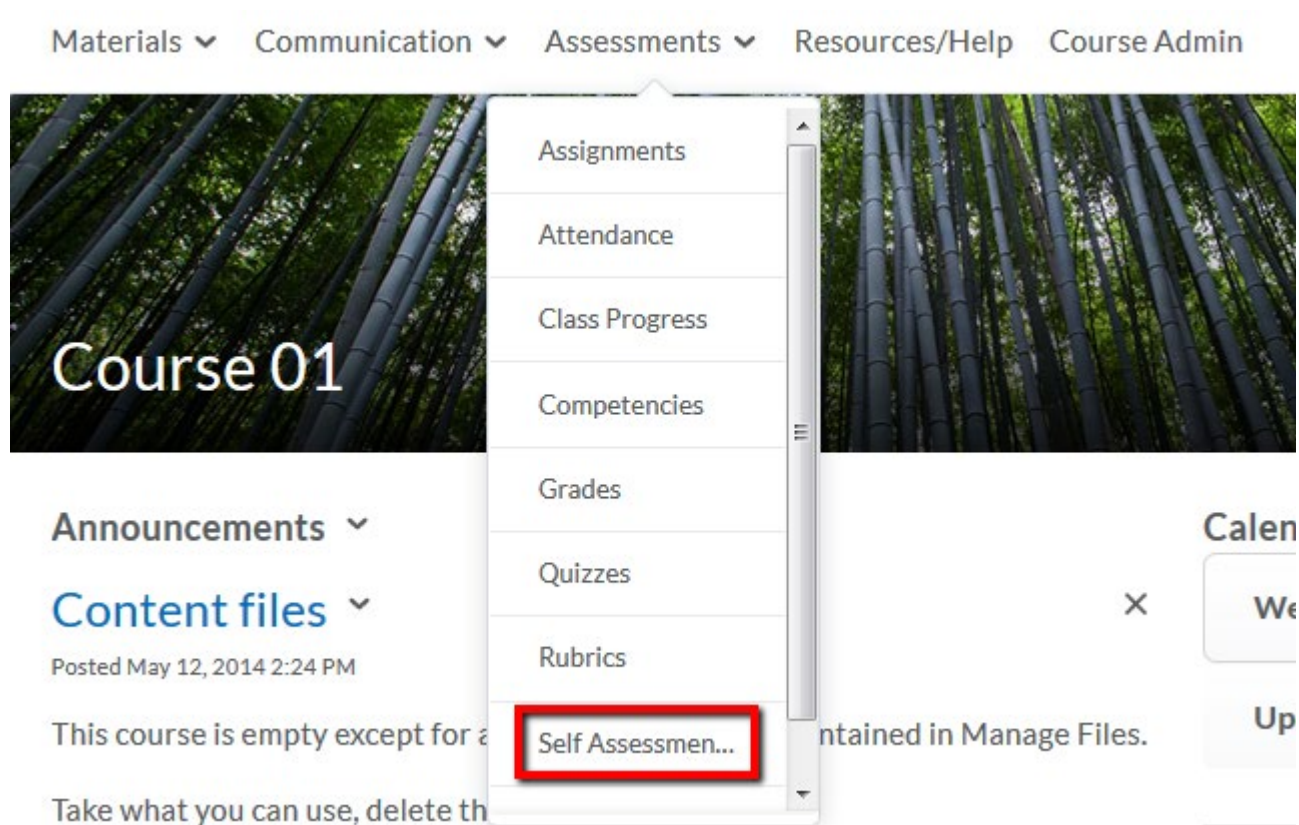 Materials Communication Assessments Resources/Help Course Admin
Assignments
Attendance
Class Progress
Competencies
Grades
Quizzes
Rubrics
Self Assessmen...
Course 01
Announcements
Content files
Posted May 12, 2014 2:24 PM
This course is empty except for a ntained in Manage Files.
Take what you can use, delete th
Calen
We
Up